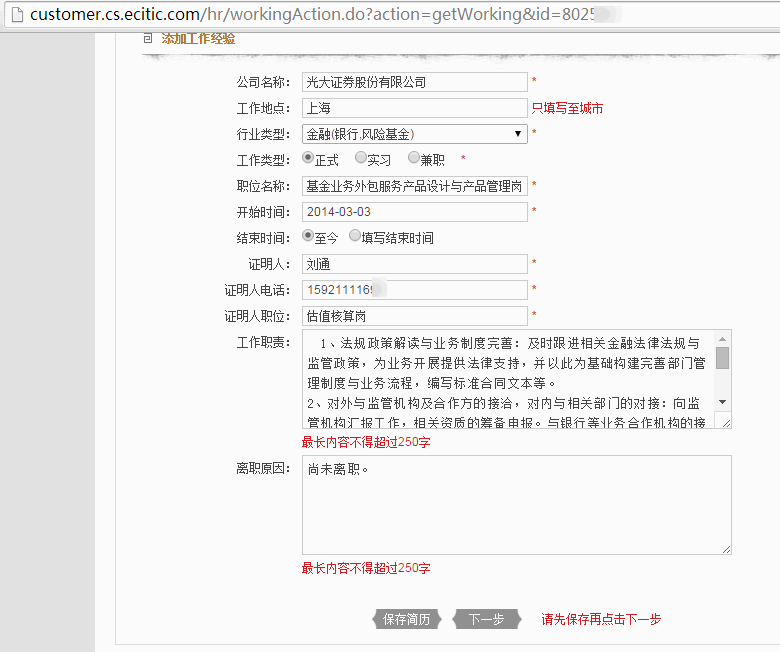 customer.cs.ecitic.com/hr/workingAction.do?action=getWorking&id=8025
添加工作经验
公司名称： 光大证券股份有限公司 *
工作地点： 上海 只填写至城市
行业类型： 金融(银行,风险基金) *
工作类型： 正式 实习 兼职 *
职位名称： 基金业务外包服务产品设计与产品管理岗 *
开始时间： 2014-03-03 *
结束时间： 至今 填写结束时间
证明人： 刘通 *
证明人电话： 1592111169 *
证明人职位： 估值核算岗 *
工作职责： 1、法规政策解读与业务制度完善：及时跟进相关金融法律法规与
监管政策，为业务开展提供法律支持，并以此为基础构建完善部门管
理制度与业务流程，编写标准合同文本等。
2、对外与监管机构及合作方的接洽，对内与相关部门的对接：向监
管机构汇报工作，相关资质的筹备申报。与银行等业务合作机构的接
最长内容不得超过250字
离职原因： 尚未离职。
最长内容不得超过250字
保存简历 下一步 请先保存再点击下一步